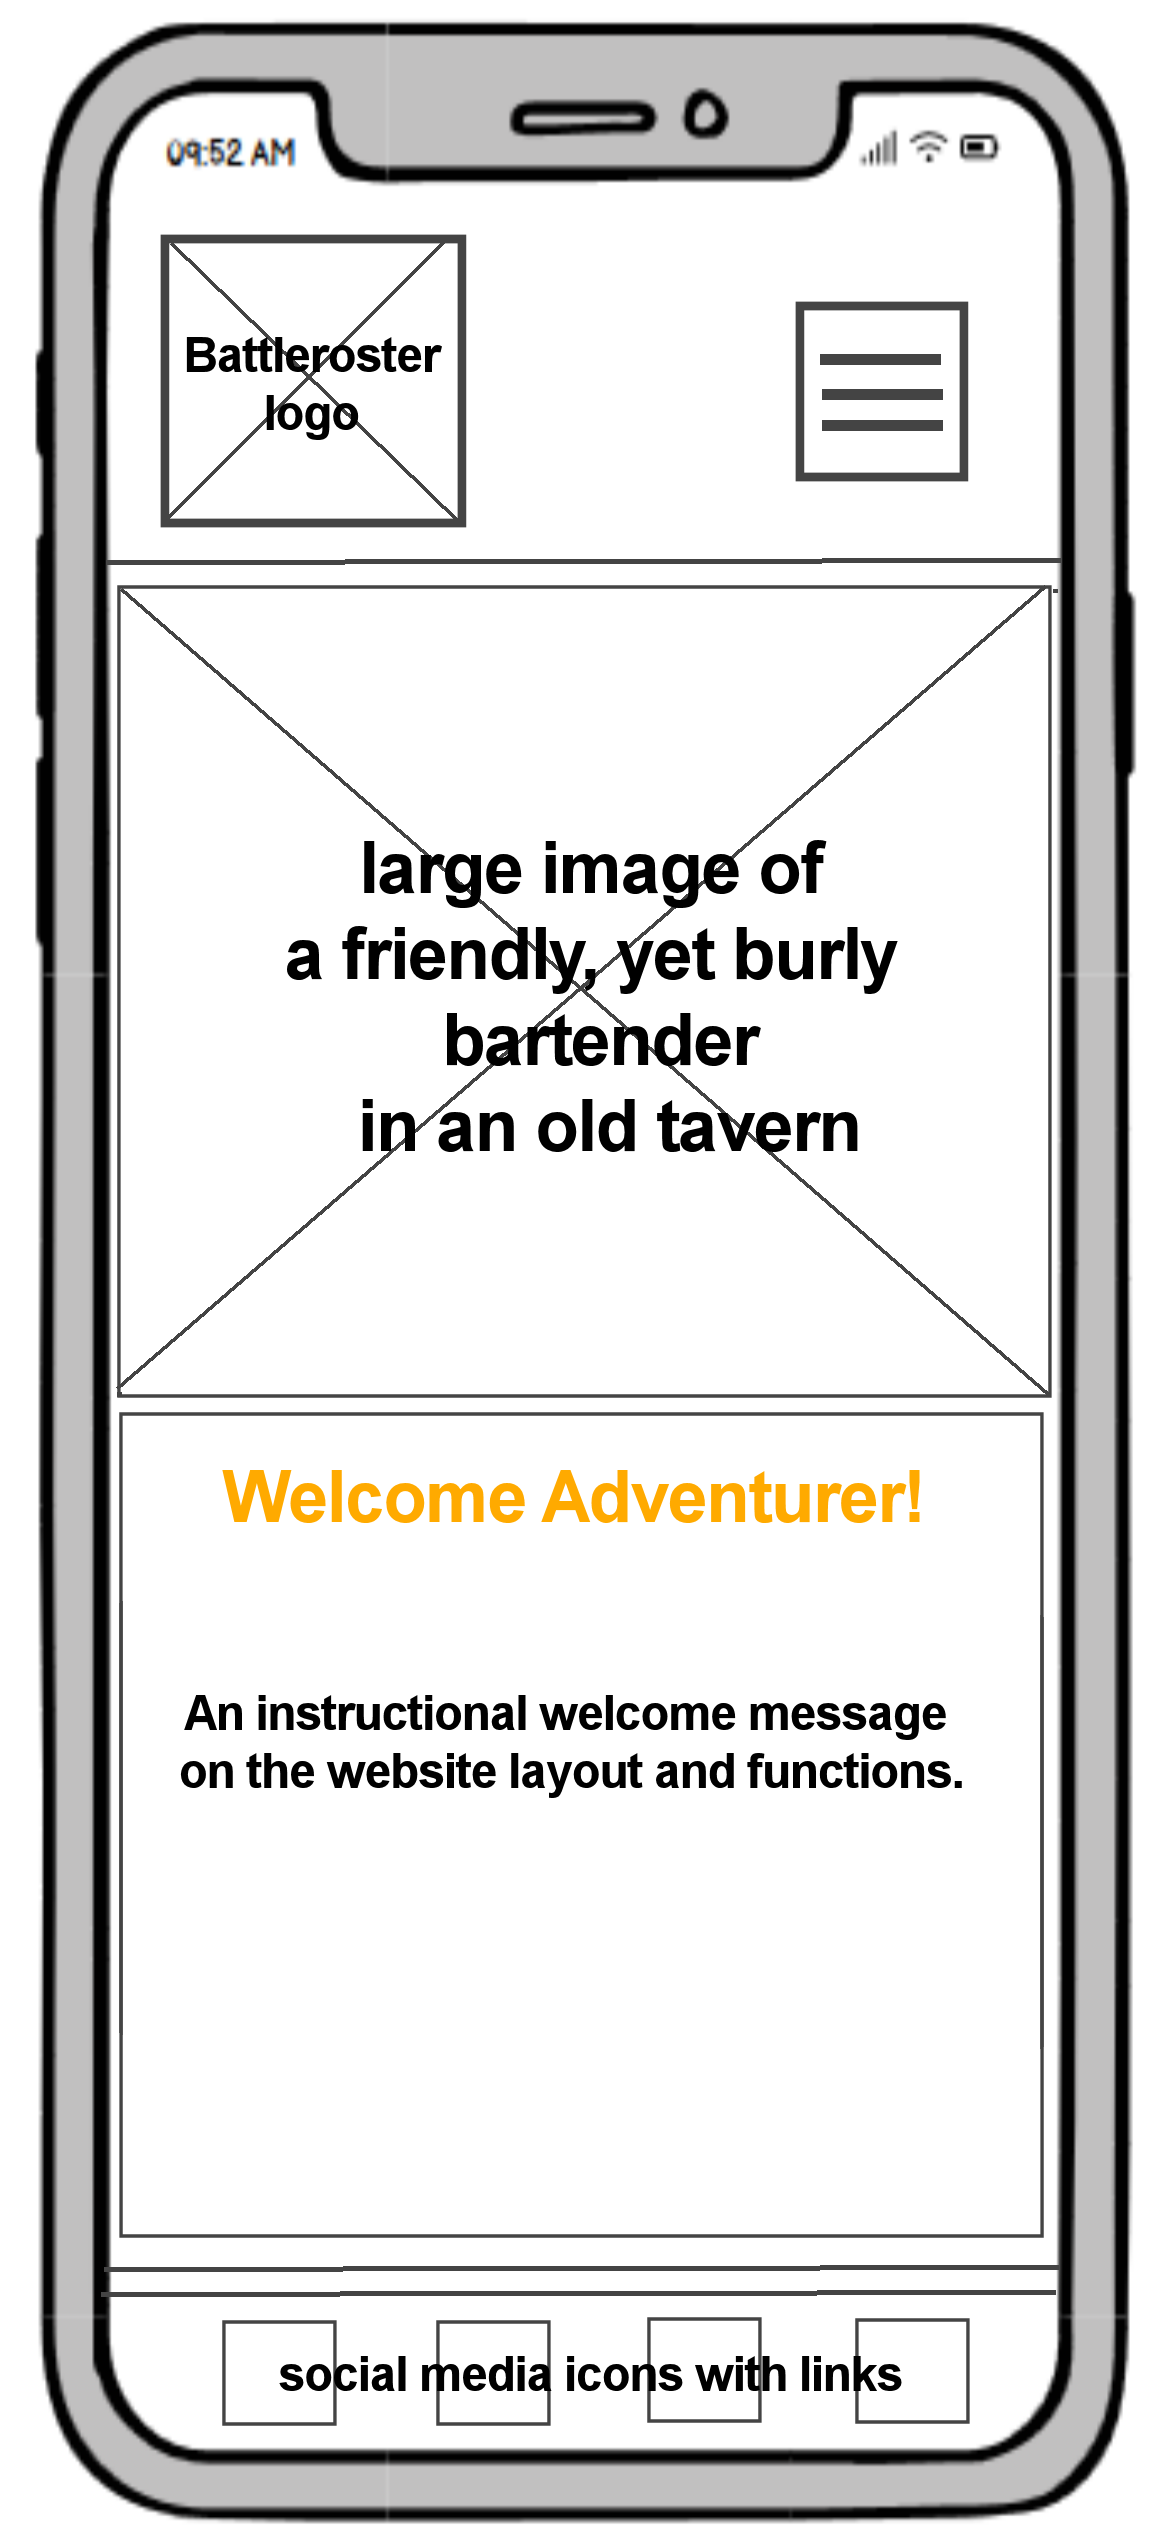 09:52 AM
Battleroster
logo
large image of
a friendly, yet burly
bartender
in an old tavern
Welcome Adventurer!
An instructional welcome message
on the website layout and functions.
social media icons with links